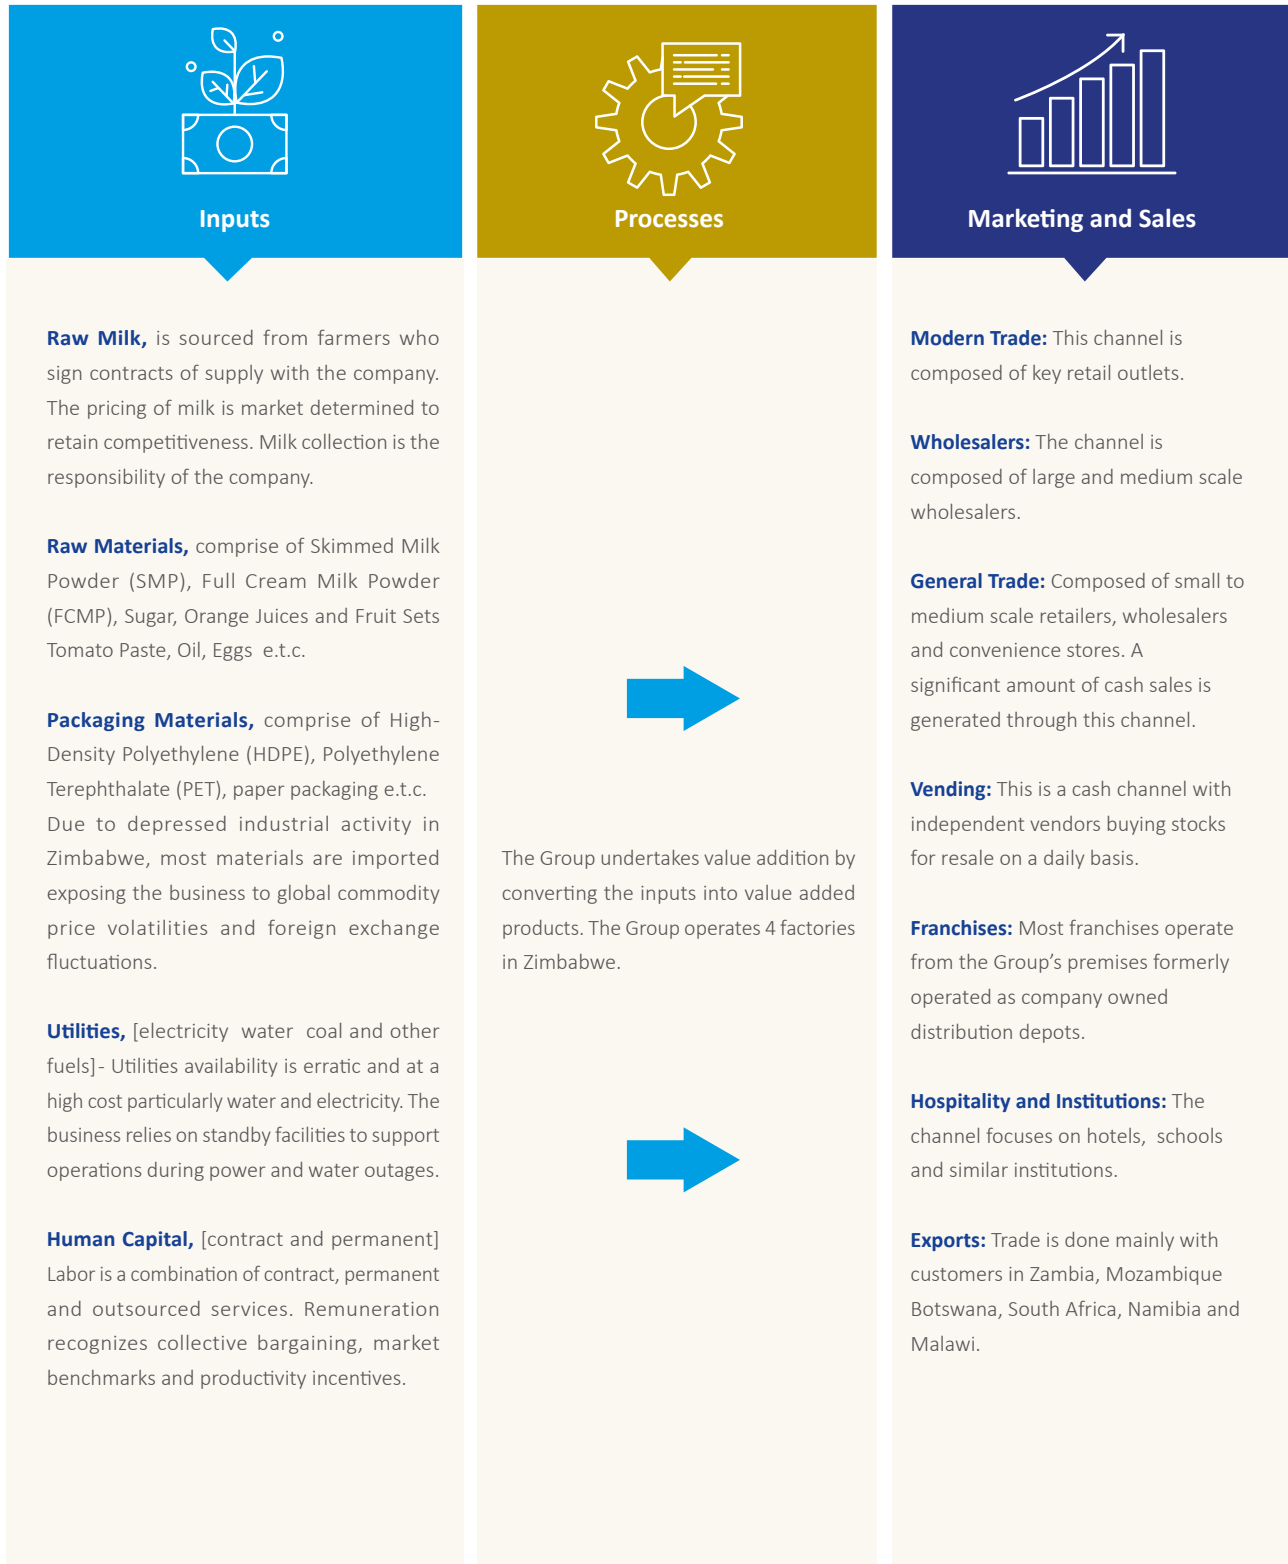 Inputs
Raw Milk, is sourced from farmers who
sign contracts of supply with the company.
The pricing of milk is market determined to
retain competitiveness. Milk collection is the
responsibility of the company.
Raw Materials, comprise of Skimmed Milk
Powder (SMP), Full Cream Milk Powder
(FCMP), Sugar, Orange Juices and Fruit Sets
Tomato Paste, Oil, Eggs e.t.c.
Packaging Materials, comprise of High-
Density Polyethylene (HDPE), Polyethylene
Terephthalate (PET), paper packaging e.t.c.
Due to depressed industrial activity in
Zimbabwe, most materials are imported
exposing the business to global commodity
price volatilities and foreign exchange
fluctuations.
Utilities, [electricity water coal and other
fuels] - Utilities availability is erratic and at a
high cost particularly water and electricity. The
business relies on standby facilities to support
operations during power and water outages.
Human Capital, [contract and permanent]
Labor is a combination of contract, permanent
and outsourced services. Remuneration
recognizes collective bargaining, market
benchmarks and productivity incentives.
Processes
The Group undertakes value addition by
converting the inputs into value added
products. The Group operates 4 factories
in Zimbabwe.
Marketing and Sales
Modern Trade: This channel is
composed of key retail outlets.
Wholesalers: The channel is
composed of large and medium scale
wholesalers.
General Trade: Composed of small to
medium scale retailers, wholesalers
and convenience stores. A
significant amount of cash sales is
generated through this channel.
Vending: This is a cash channel with
independent vendors buying stocks
for resale on a daily basis.
Franchises: Most franchises operate
from the Group's premises formerly
operated as company owned
distribution depots.
Hospitality and Institutions: The
channel focuses on hotels, schools
and similar institutions.
Exports: Trade is done mainly with
customers in Zambia, Mozambique
Botswana, South Africa, Namibia and
Malawi.